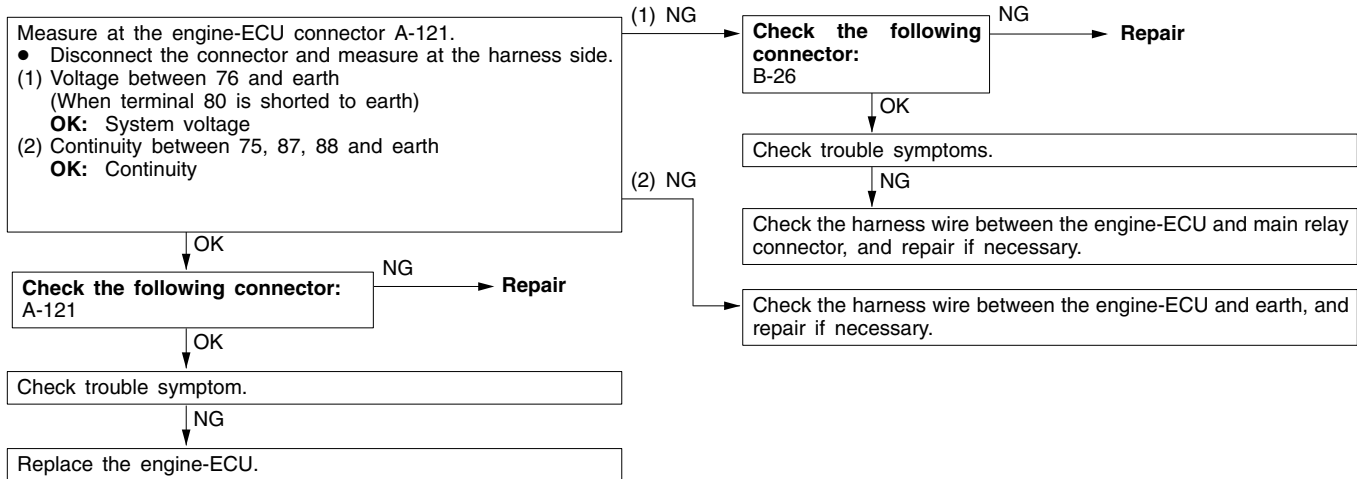 Measure at the engine-ECU connector A-121.
● Disconnect the connector and measure at the harness side.
(1) Voltage between 76 and earth
(When terminal 80 is shorted to earth)
OK: System voltage
(2) Continuity between 75, 87, 88 and earth
OK: Continuity
(1) NG
Check the following
connector:
B-26
NG
Repair
OK
Check trouble symptoms.
NG
Check the harness wire between the engine-ECU and main relay
connector, and repair if necessary.
(2) NG
Check the harness wire between the engine-ECU and earth, and
repair if necessary.
OK
Check the following connector:
A-121
NG
Repair
OK
Check trouble symptom.
NG
Replace the engine-ECU.